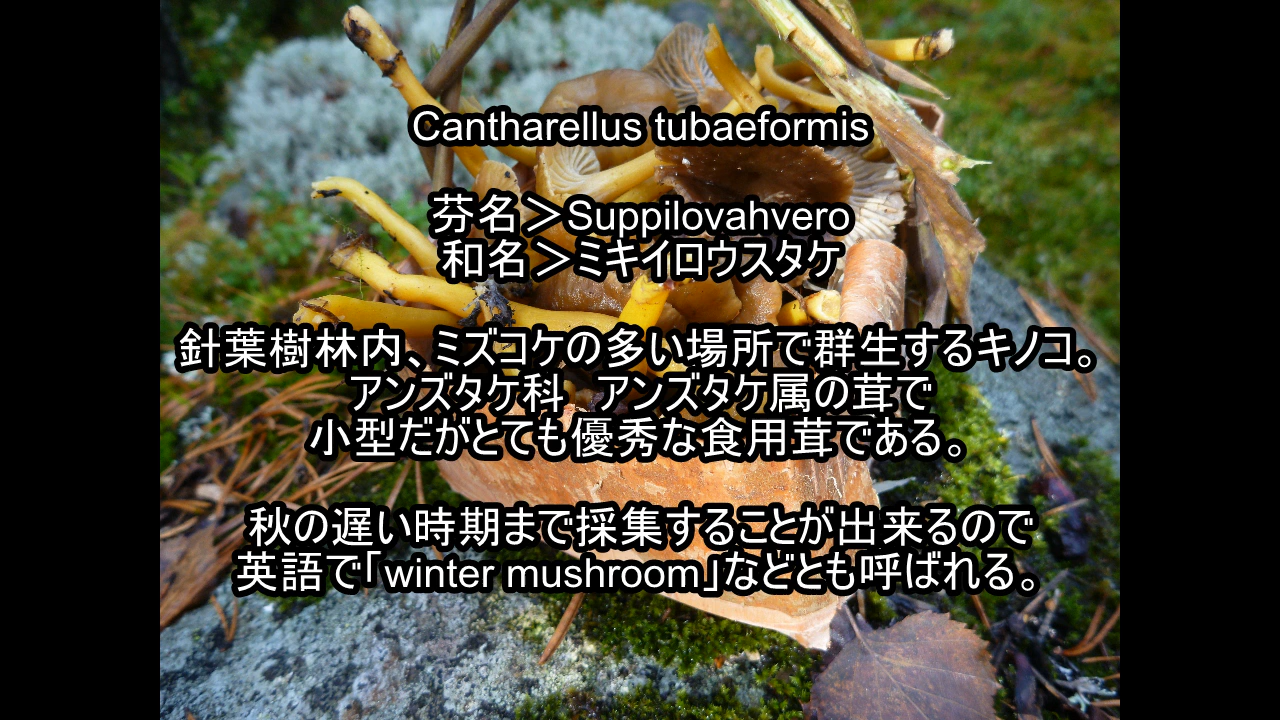 Cantharellus tubaeformis
芬名＞Suppilovahvero
和名＞ミキイロウスタケ
針葉樹林内、ミズコケの多い場所で群生するキノコ。
アンズタケ科　アンズタケ属の茸で
小型だがとても優秀な食用茸である。
秋の遅い時期まで採集することが出来るので
英語で「winter mushroom」などとも呼ばれる。